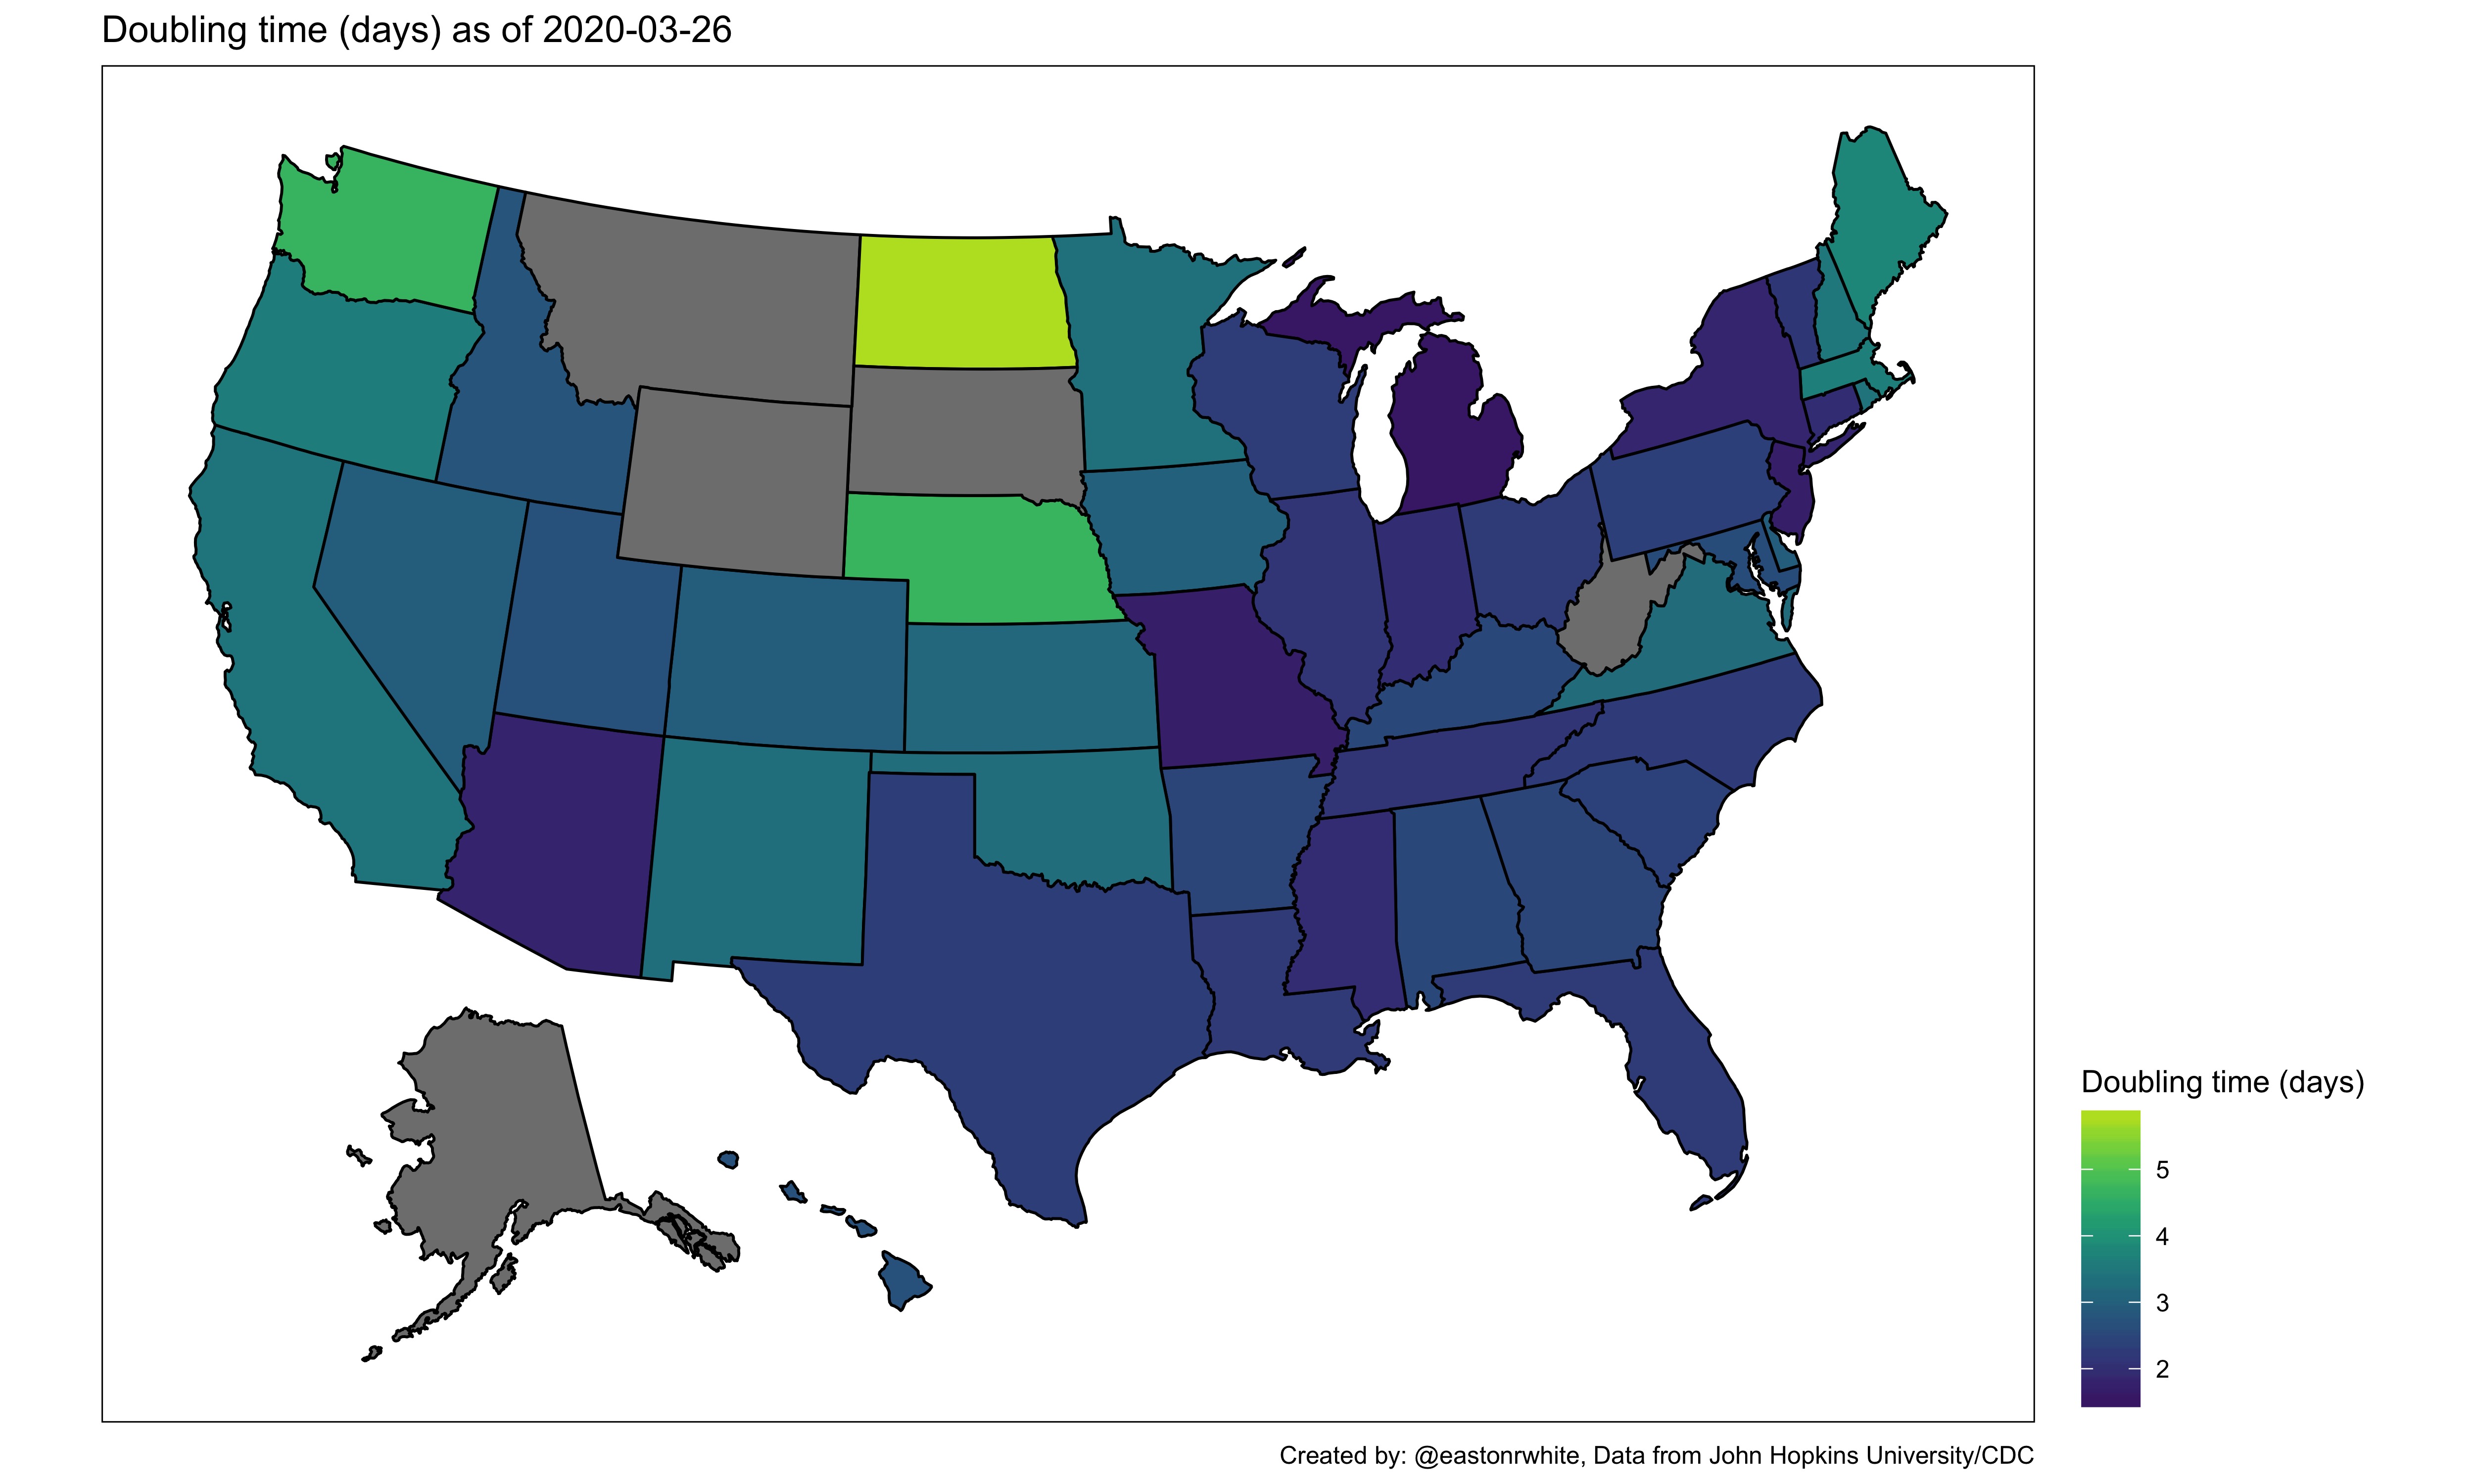 Doubling time (days) as of 2020-03-26
Doubling time (days)
5
4
3
2
Created by: @eastonrwhite, Data from John Hopkins University/CDC